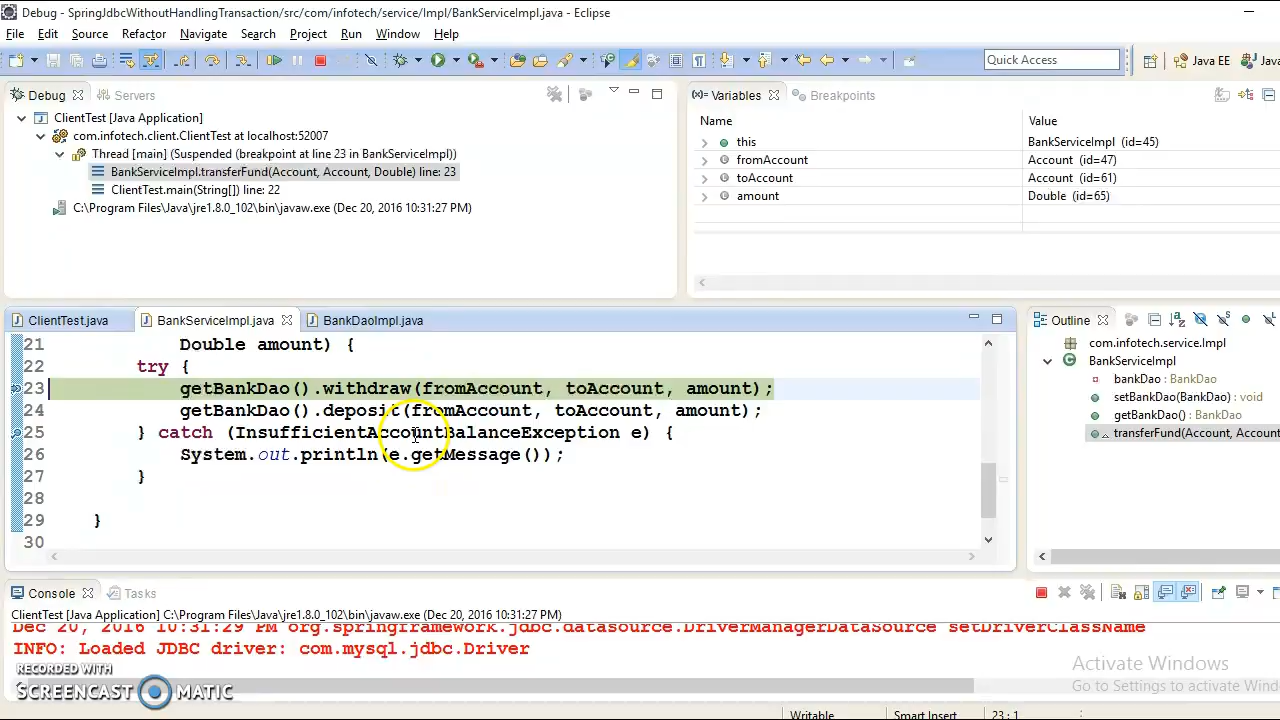 Debug - SpringJdbcWithoutHandlingTransaction/src/com/infotech/service/Impl/BankServiceImpl.java - Eclipse
File Edit Source Refactor Navigate Search Project Run Window Help
Quick Access
Java EE
Java
Debug
Servers
ClientTest [Java Application]
com.infotech.client.ClientTest at localhost:52007
Thread [main] (Suspended (breakpoint at line 23 in BankServiceImpl))
BankServiceImpl.transferFund(Account, Account, Double) line: 23
ClientTest.main(String[]) line: 22
C:\Program Files\Java\jre1.8.0_102\bin\javaw.exe (Dec 20, 2016 10:31:27 PM)
(x)= Variables
Breakpoints
Name Value
this BankServiceImpl (id=45)
fromAccount Account (id=47)
toAccount Account (id=61)
amount Double (id=65)
ClientTest.java
BankServiceImpl.java
BankDaoImpl.java
21 Double amount) {
22 try {
23 getBankDao().withdraw(fromAccount, toAccount, amount);
24 getBankDao().deposit(fromAccount, toAccount, amount);
25 } catch (InsufficientAccountBalanceException e) {
26 System.out.println(e.getMessage());
27 }
28
29 }
30
Outline
com.infotech.service.Impl
BankServiceImpl
bankDao : BankDao
setBankDao(BankDao) : void
getBankDao() : BankDao
transferFund(Account, Account
Console
Tasks
ClientTest [Java Application] C:\Program Files\Java\jre1.8.0_102\bin\javaw.exe (Dec 20, 2016 10:31:27 PM)
Dec 20, 2016 10:31:29 PM org.springframework.jdbc.datasource.DriverManagerDataSource setDriverClassName
INFO: Loaded JDBC driver: com.mysql.jdbc.Driver
RECORDED WITH
SCREENCAST MATIC
Activate Windows
Go to Settings to activate Wind
Writable Smart Insert 23 : 1